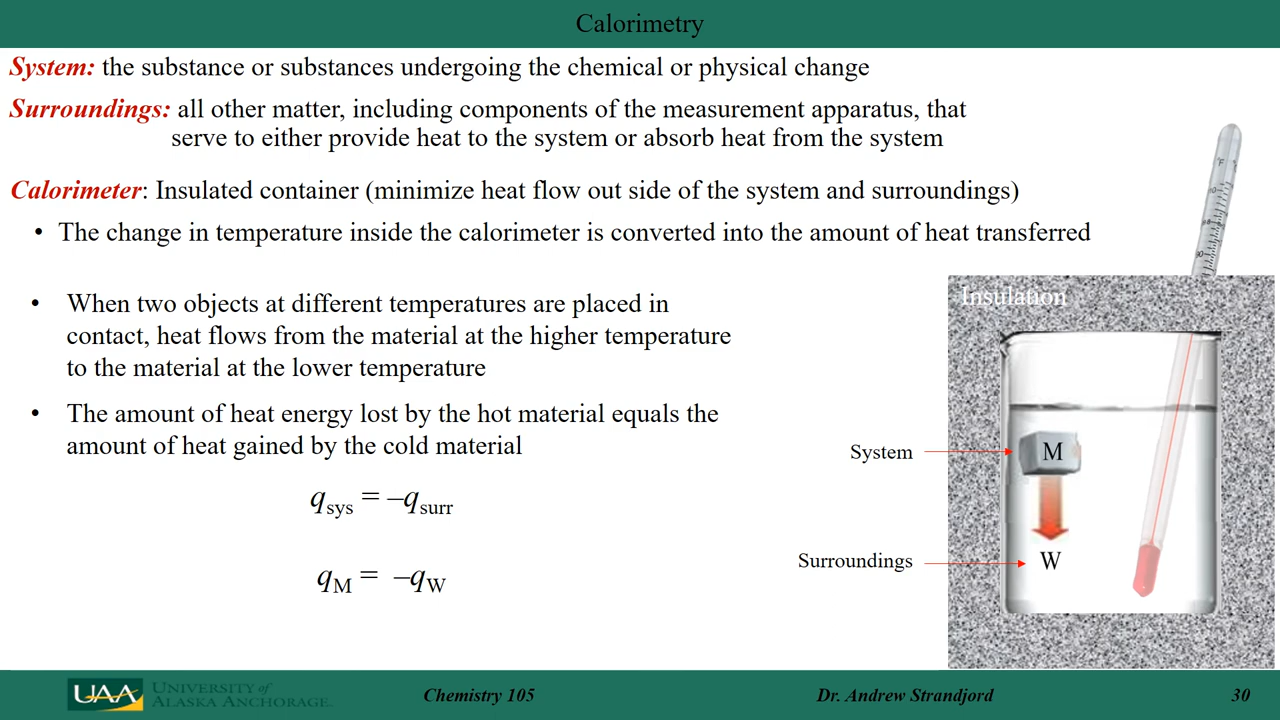 Calorimetry
System: the substance or substances undergoing the chemical or physical change
Surroundings: all other matter, including components of the measurement apparatus, that
serve to either provide heat to the system or absorb heat from the system
Calorimeter: Insulated container (minimize heat flow out side of the system and surroundings)
• The change in temperature inside the calorimeter is converted into the amount of heat transferred
• When two objects at different temperatures are placed in
contact, heat flows from the material at the higher temperature
to the material at the lower temperature
• The amount of heat energy lost by the hot material equals the
amount of heat gained by the cold material
qsys = –qsurr
qM = –qW
°F
Insulation
System
M
Surroundings
W
UAA
UNIVERSITY of
ALASKA ANCHORAGE.
Chemistry 105
Dr. Andrew Strandjord
30